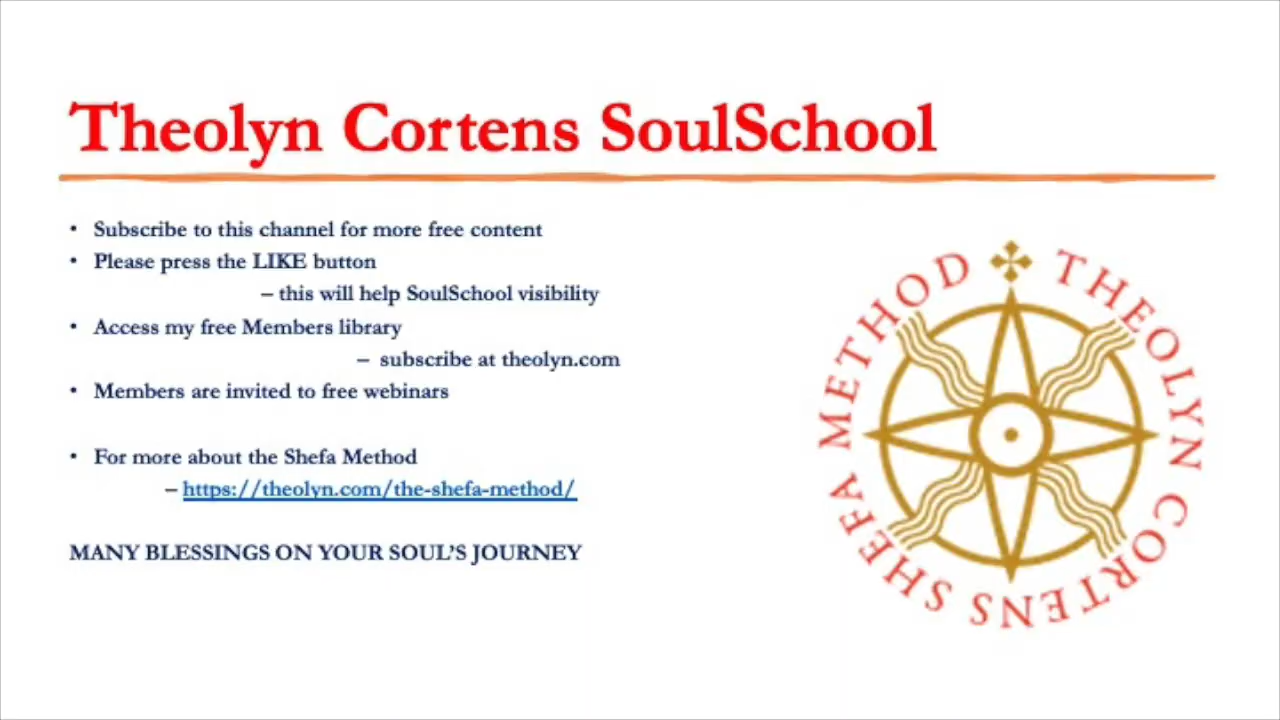 Theolyn Cortens SoulSchool
• Subscribe to this channel for more free content
• Please press the LIKE button
– this will help SoulSchool visibility
• Access my free Members library
– subscribe at theolyn.com
• Members are invited to free webinars
• For more about the Shefa Method
– https://theolyn.com/the-shefa-method/
MANY BLESSINGS ON YOUR SOUL’S JOURNEY
THEOLYN CORTENS SHEFA METHOD